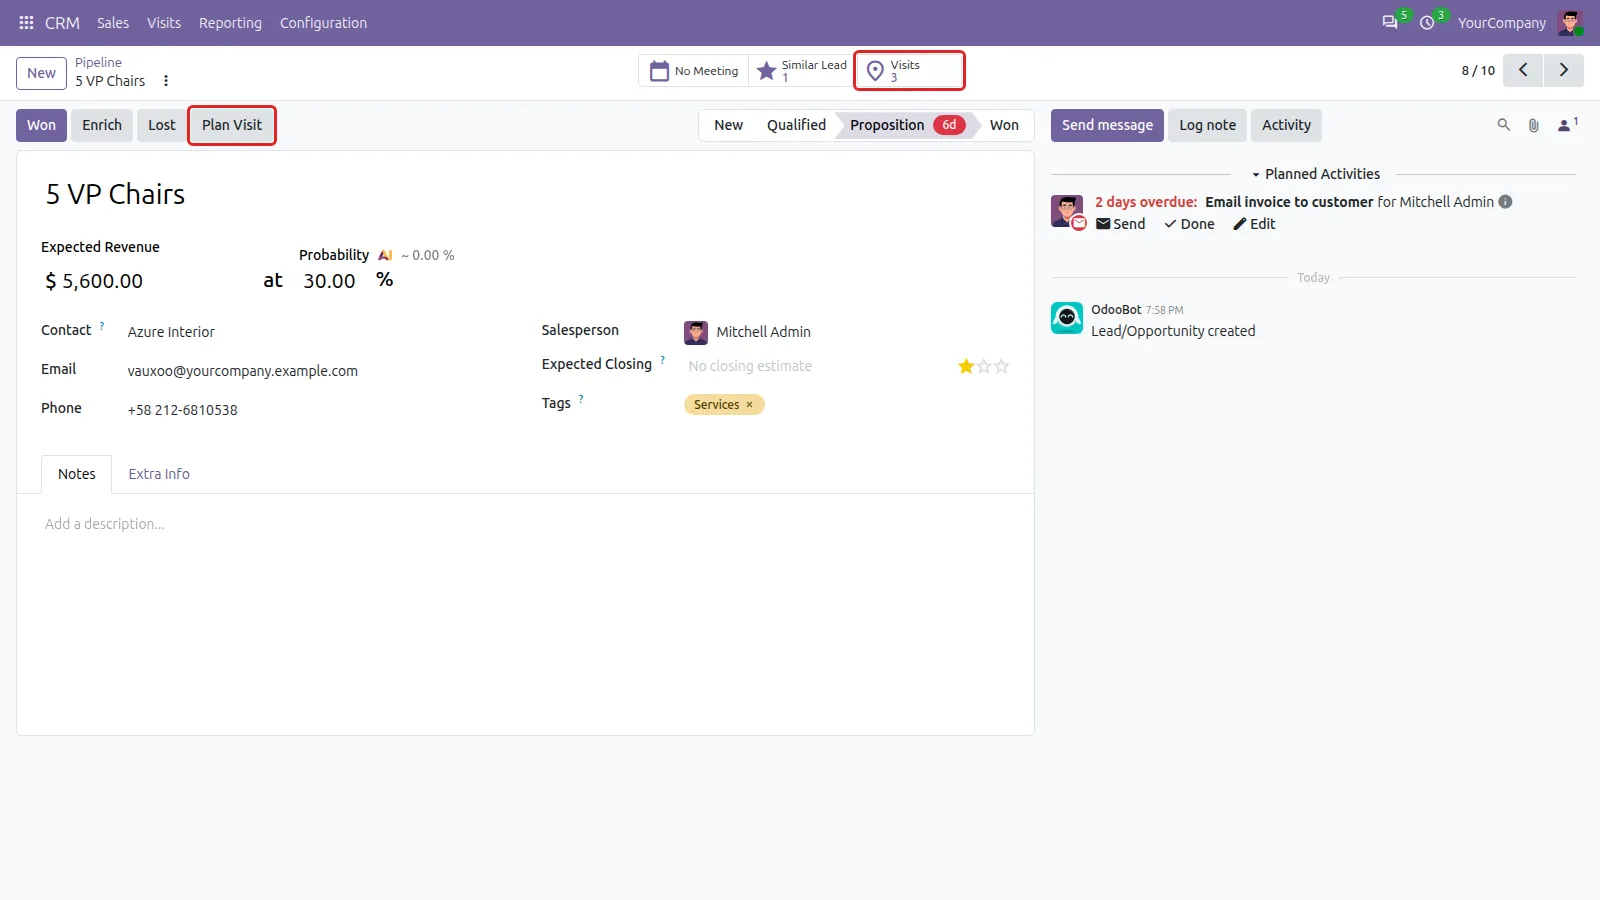 CRM Sales Visits Reporting Configuration 5 3 YourCompany
New Pipeline
5 VP Chairs
No Meeting
Similar Lead
1
Visits
3
8 / 10
Won Enrich Lost Plan Visit
New Qualified Proposition 6d Won
Send message Log note Activity 1
5 VP Chairs
Expected Revenue
Probability AI ~ 0.00 %
$ 5,600.00 at 30.00 %
Contact ? Azure Interior
Email vauxoo@yourcompany.example.com
Phone +58 212-6810538
Salesperson Mitchell Admin
Expected Closing ? No closing estimate
Tags ? Services ×
Notes Extra Info
Add a description...
Planned Activities
2 days overdue: Email invoice to customer for Mitchell Admin
Send Done Edit
Today
OdooBot 7:58 PM
Lead/Opportunity created